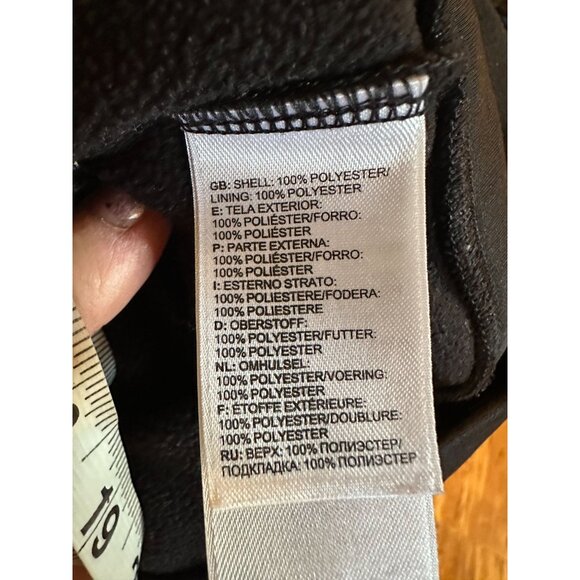 GB: SHELL: 100% POLYESTER/
LINING: 100% POLYESTER
E: TELA EXTERIOR:
100% POLIÉSTER/FORRO:
100% POLIÉSTER
P: PARTE EXTERNA:
100% POLIÉSTER/FORRO:
100% POLIÉSTER
I: ESTERNO STRATO:
100% POLIESTERE/FODERA:
100% POLIESTERE
D: OBERSTOFF:
100% POLYESTER/FUTTER:
100% POLYESTER
NL: OMHULSEL:
100% POLYESTER/VOERING:
100% POLYESTER
F: ÉTOFFE EXTÉRIEURE:
100% POLYESTER/DOUBLURE:
100% POLYESTER
RU: ВЕРХ: 100% ПОЛИЭСТЕР/
ПОДКЛАДКА: 100% ПОЛИЭСТЕР